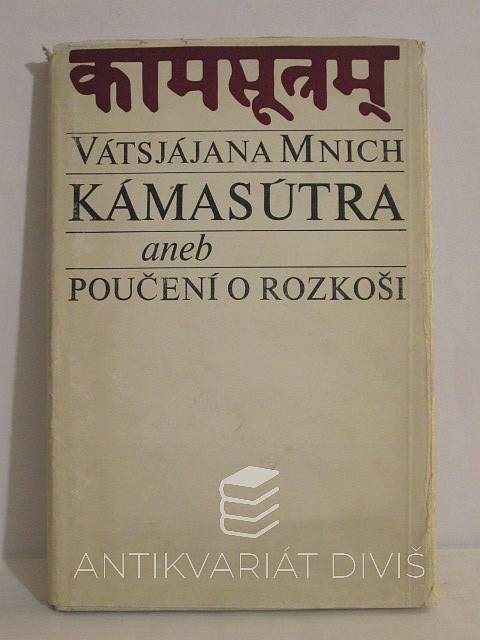 कामसूत्रम्
VÁTSJÁJANA MNICH
KÁMASÚTRA
aneb
POUČENÍ O ROZKOŠI
ANTIKVARIÁT DIVIŠ